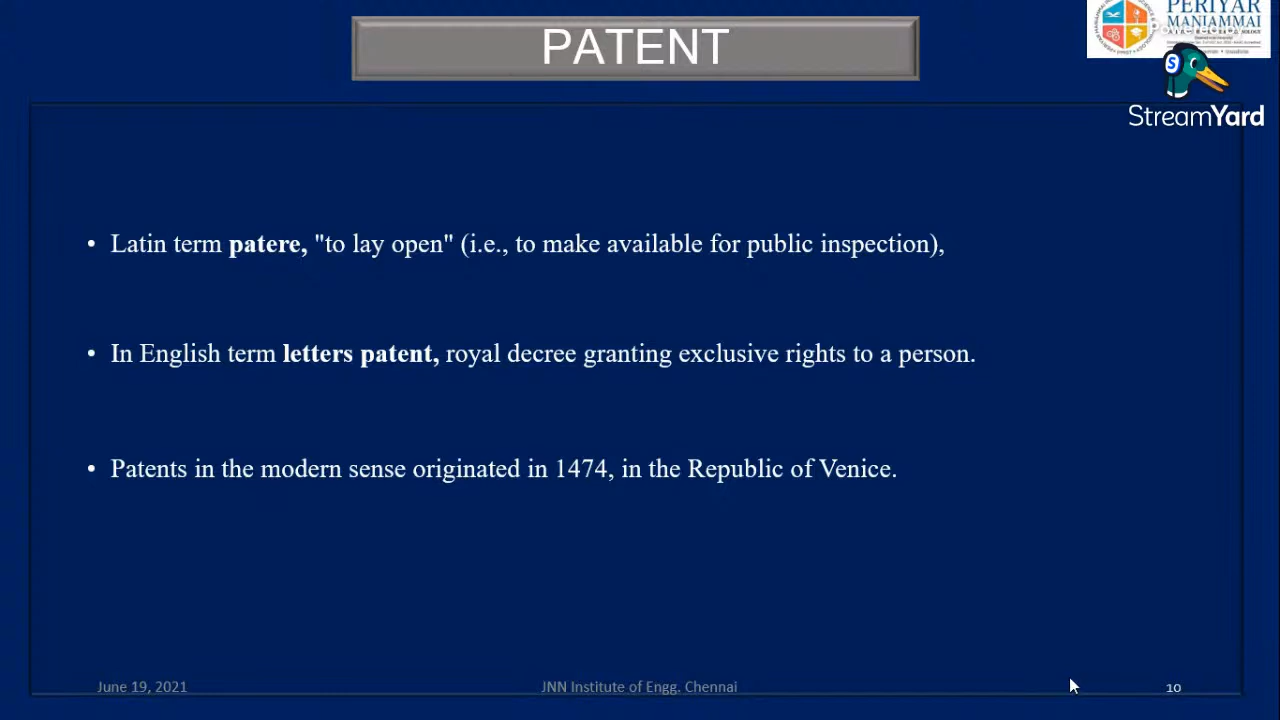 PATENT
PERIYAR
MANIAMMAI
Powered by
StreamYard
• Latin term patere, "to lay open" (i.e., to make available for public inspection),
• In English term letters patent, royal decree granting exclusive rights to a person.
• Patents in the modern sense originated in 1474, in the Republic of Venice.
June 19, 2021
JNN Institute of Engg. Chennai
10